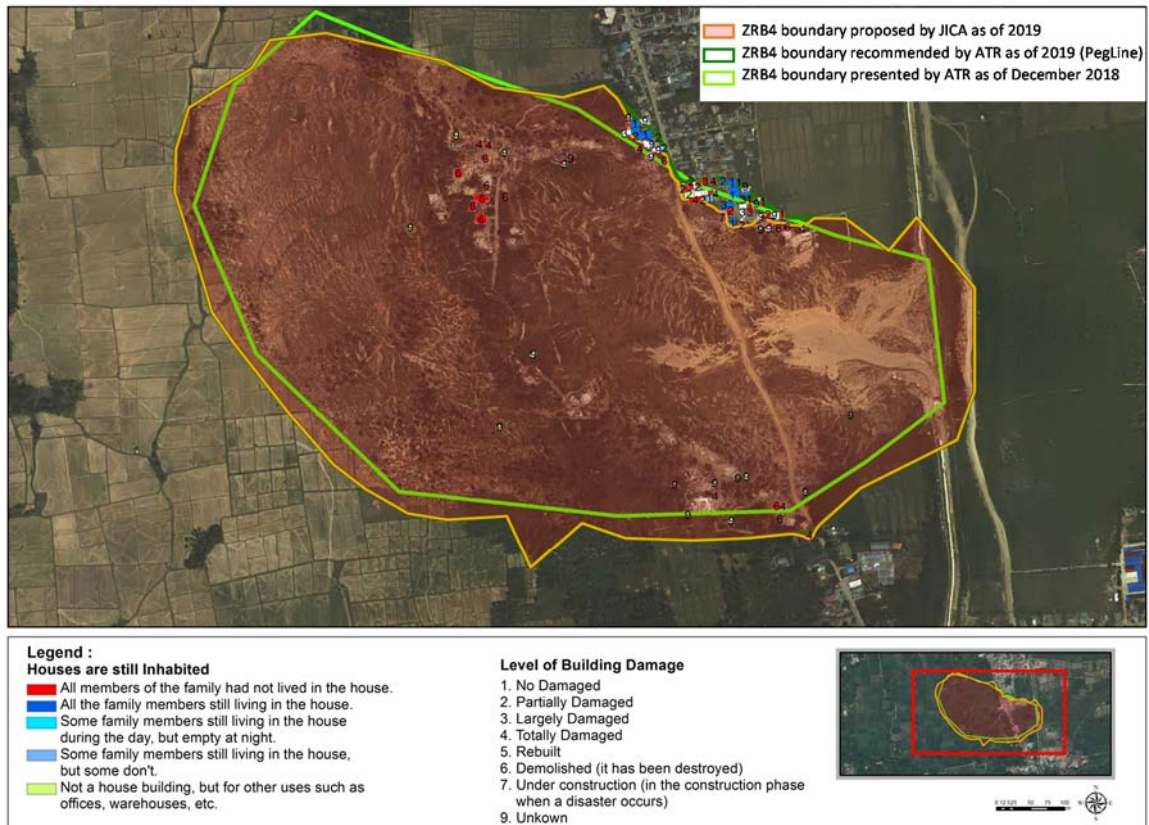 ZRB4 boundary proposed by JICA as of 2019
ZRB4 boundary recommended by ATR as of 2019 (PegLine)
ZRB4 boundary presented by ATR as of December 2018
Legend :
Houses are still Inhabited
All members of the family had not lived in the house.
All the family members still living in the house.
Some family members still living in the house
during the day, but empty at night.
Some family members still living in the house,
but some don't.
Not a house building, but for other uses such as
offices, warehouses, etc.
Level of Building Damage
1. No Damaged
2. Partially Damaged
3. Largely Damaged
4. Totally Damaged
5. Rebuilt
6. Demolished (it has been destroyed)
7. Under construction (in the construction phase
when a disaster occurs)
9. Unkown